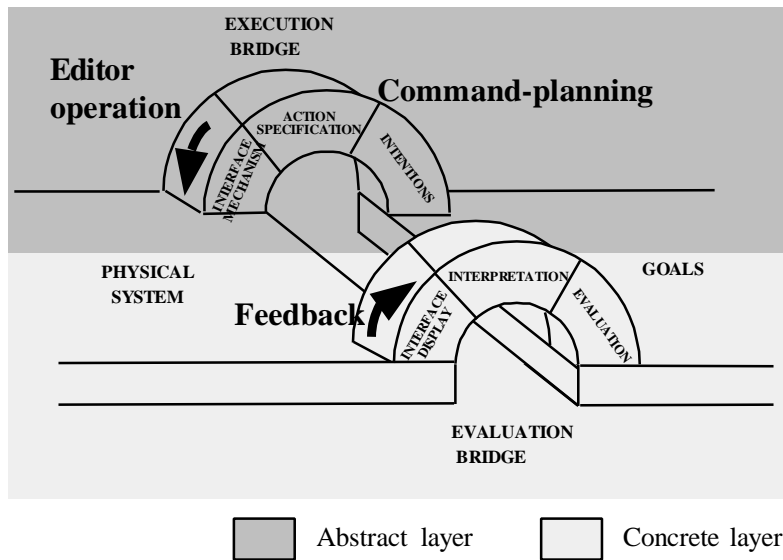 EXECUTION
BRIDGE
Editor
operation
Command-planning
ACTION
SPECIFICATION
INTERFACE
MECHANISM
INTENTIONS
PHYSICAL
SYSTEM
GOALS
Feedback
INTERPRETATION
INTERFACE
DISPLAY
EVALUATION
EVALUATION
BRIDGE
Abstract layer
Concrete layer